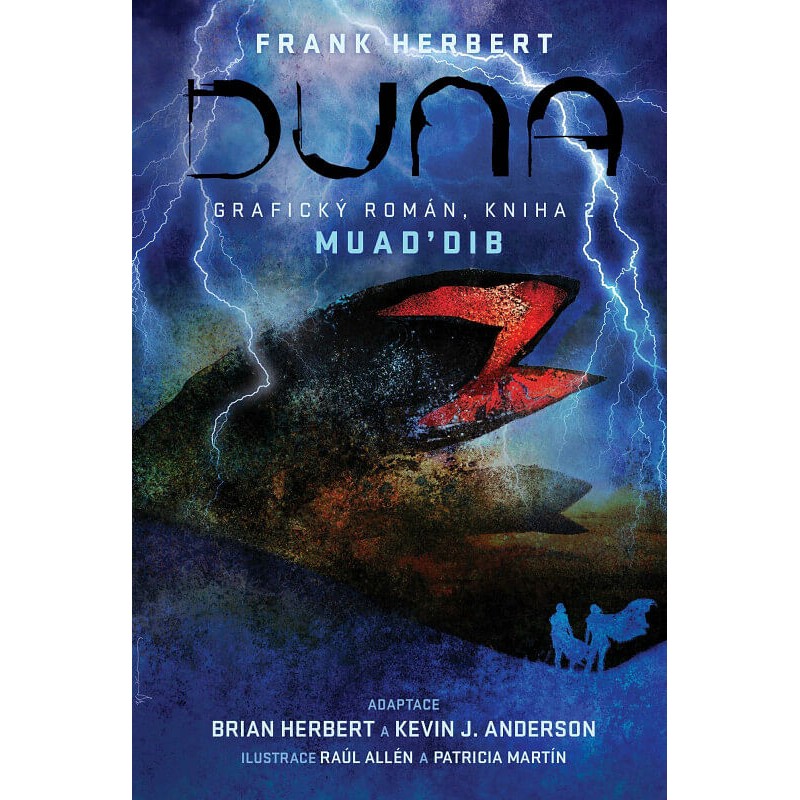 FRANK HERBERT
DUNA
GRAFICKÝ ROMÁN, KNIHA 2
MUAD’DIB
ADAPTACE
BRIAN HERBERT A KEVIN J. ANDERSON
ILUSTRACE RAÚL ALLÉN A PATRICIA MARTÍN